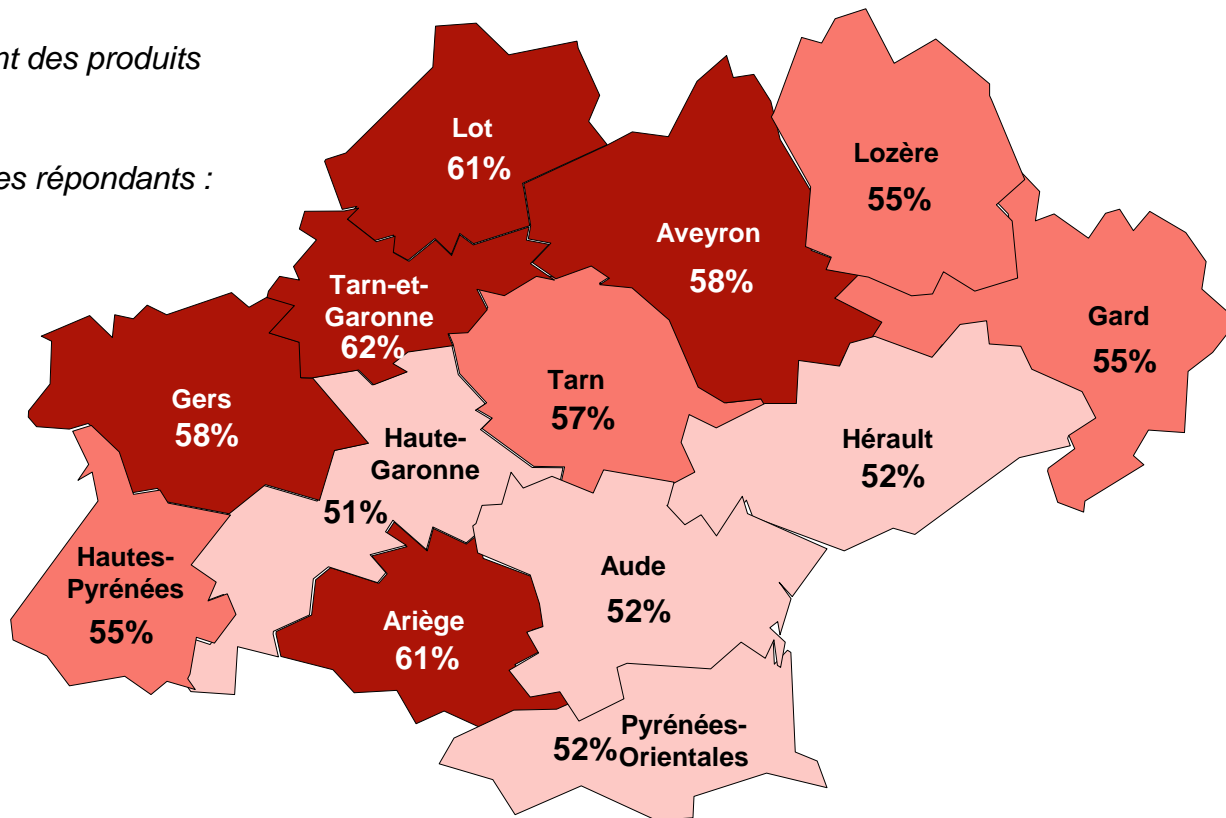 nt des produits
es répondants :
Lot
61%
Lozère
55%
Aveyron
58%
Tarn-et-
Garonne
62%
Gard
55%
Gers
58%
Tarn
57%
Haute-
Garonne
51%
Hérault
52%
Hautes-
Pyrénées
55%
Aude
52%
Ariège
61%
Pyrénées-
Orientales
52%